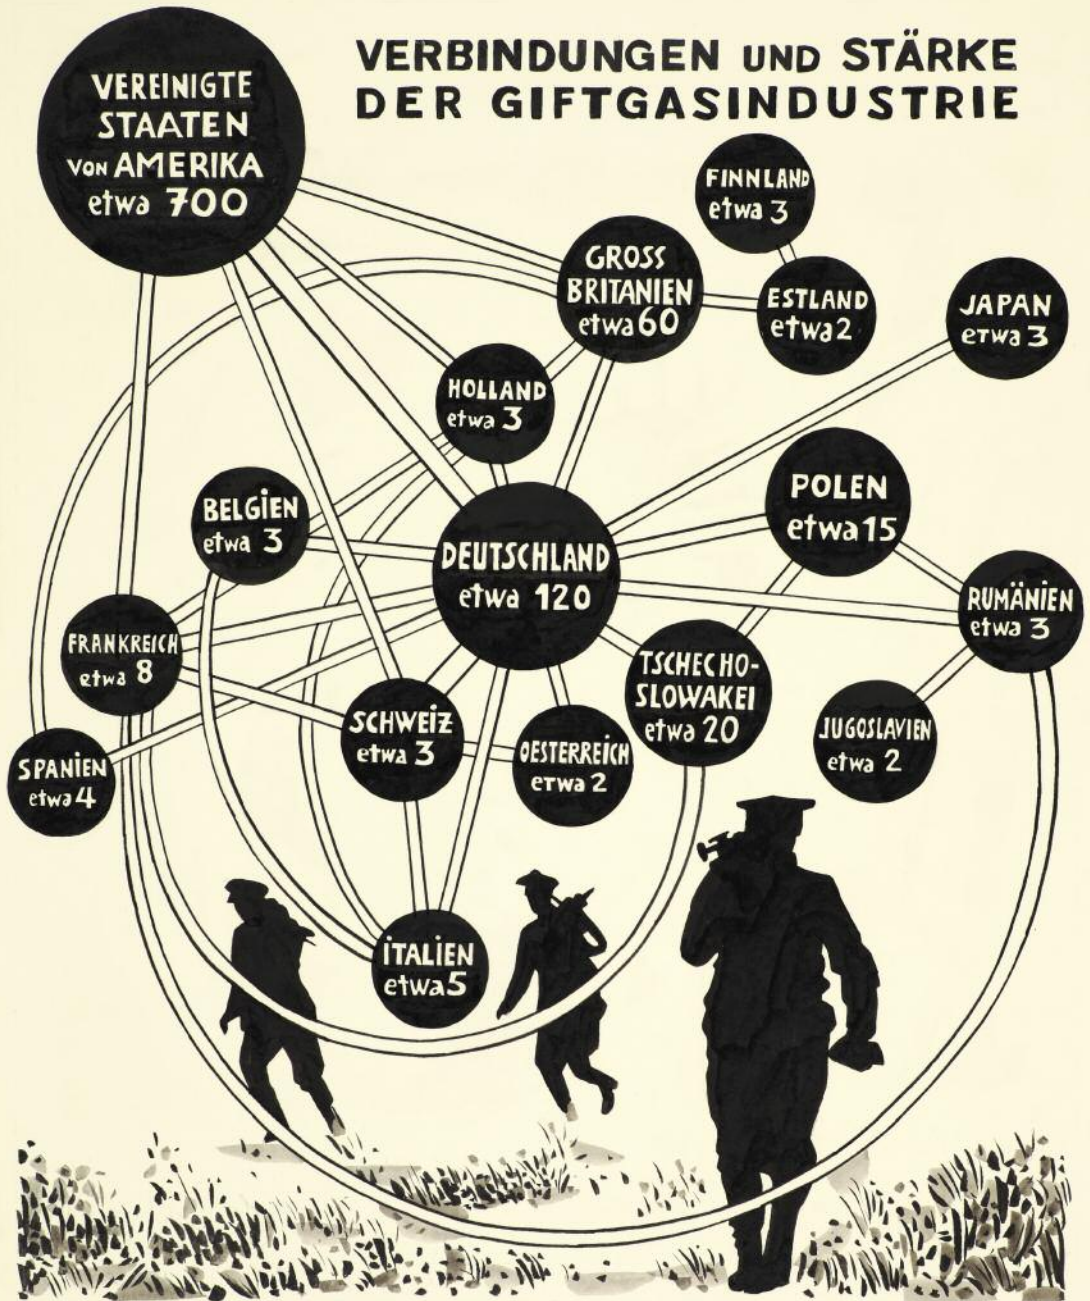 VERBINDUNGEN UND STÄRKE
DER GIFTGASINDUSTRIE
VEREINIGTE
STAATEN
VON AMERIKA
etwa 700
FINNLAND
etwa 3
GROSS
BRITANIEN
etwa 60
ESTLAND
etwa 2
JAPAN
etwa 3
HOLLAND
etwa 3
BELGiEN
etwa 3
DEUTSCHLAND
etwa 120
POLEN
etwa 15
FRANKREICH
etwa 8
RUMÄNiEN
etwa 3
TSCHECHO-
SLOWAKEI
etwa 20
SCHWEiZ
etwa 3
OESTERREiCH
etwa 2
JUGOSLAViEN
etwa 2
SPANiEN
etwa 4
iTALiEN
etwa 5